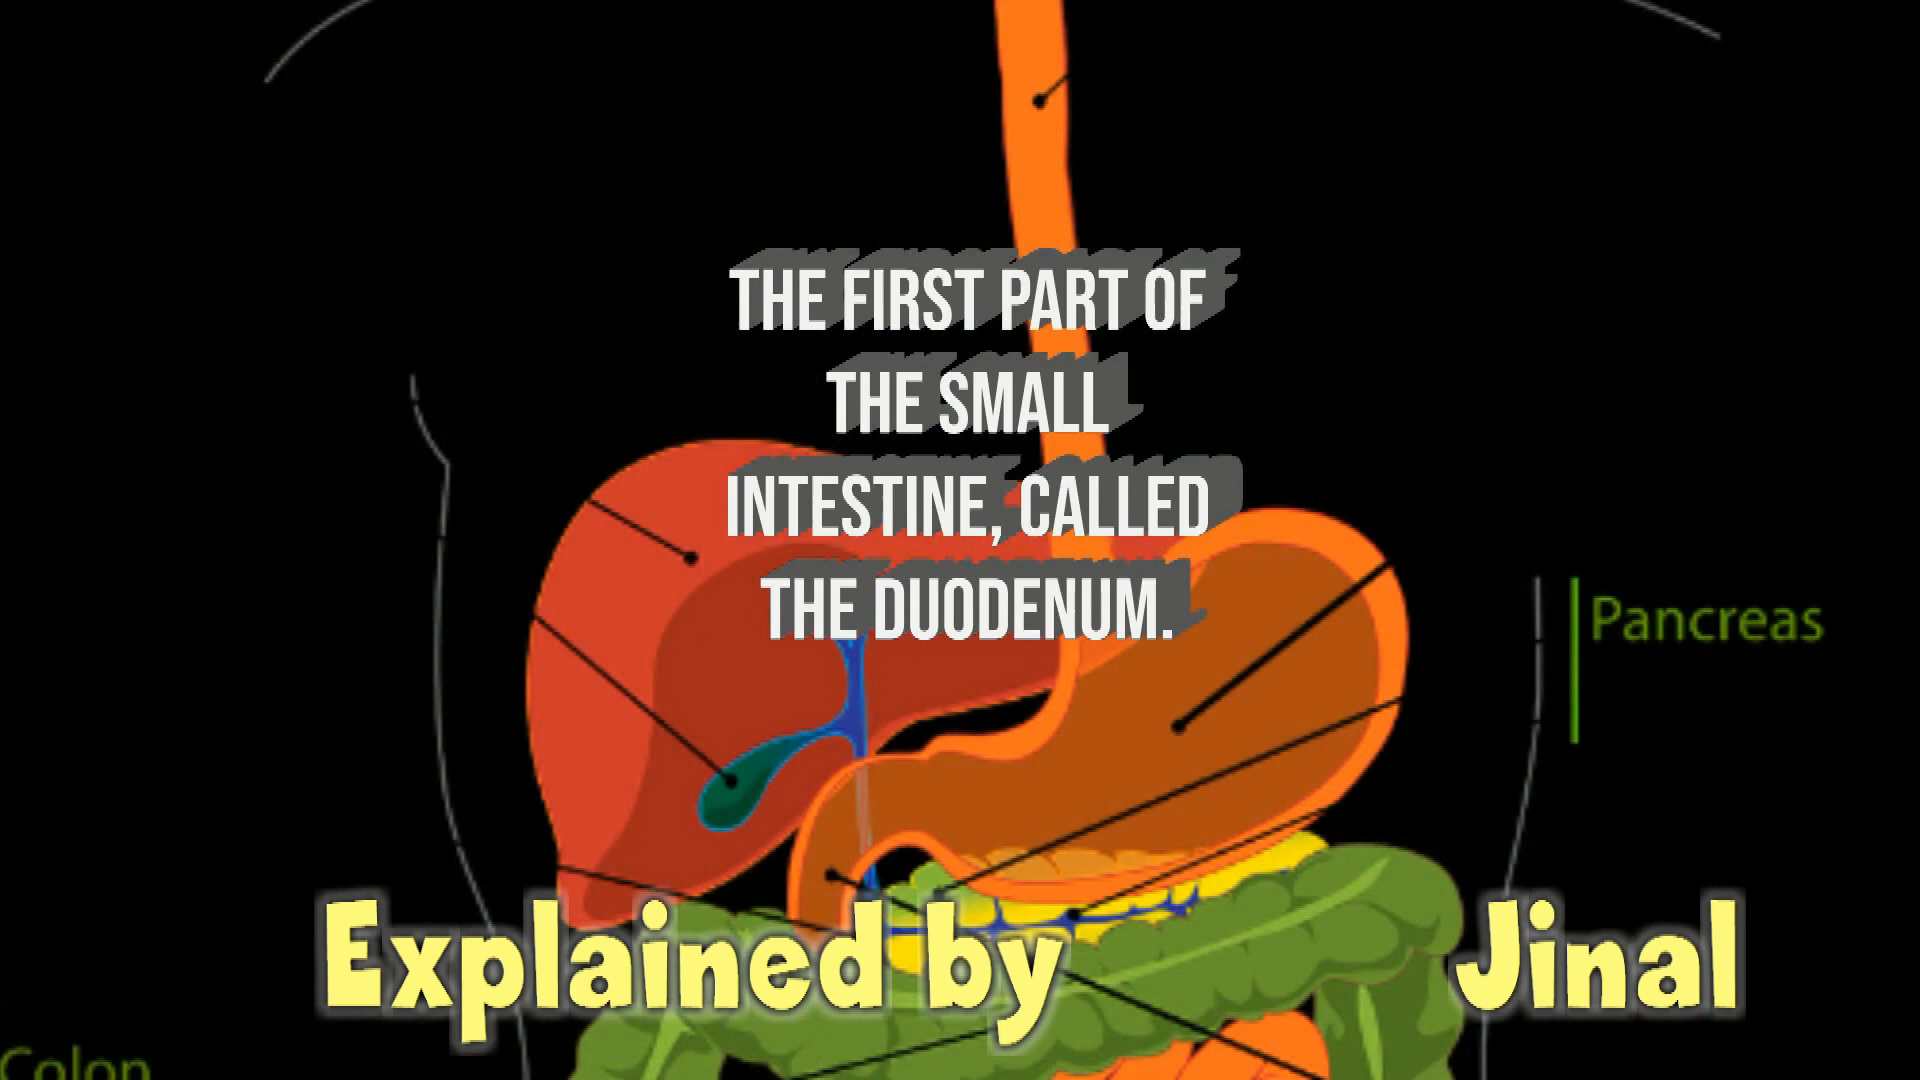 THE FIRST PART OF
THE SMALL
INTESTINE, CALLED
THE DUODENUM.
Pancreas
Explained by Jinal
Colon